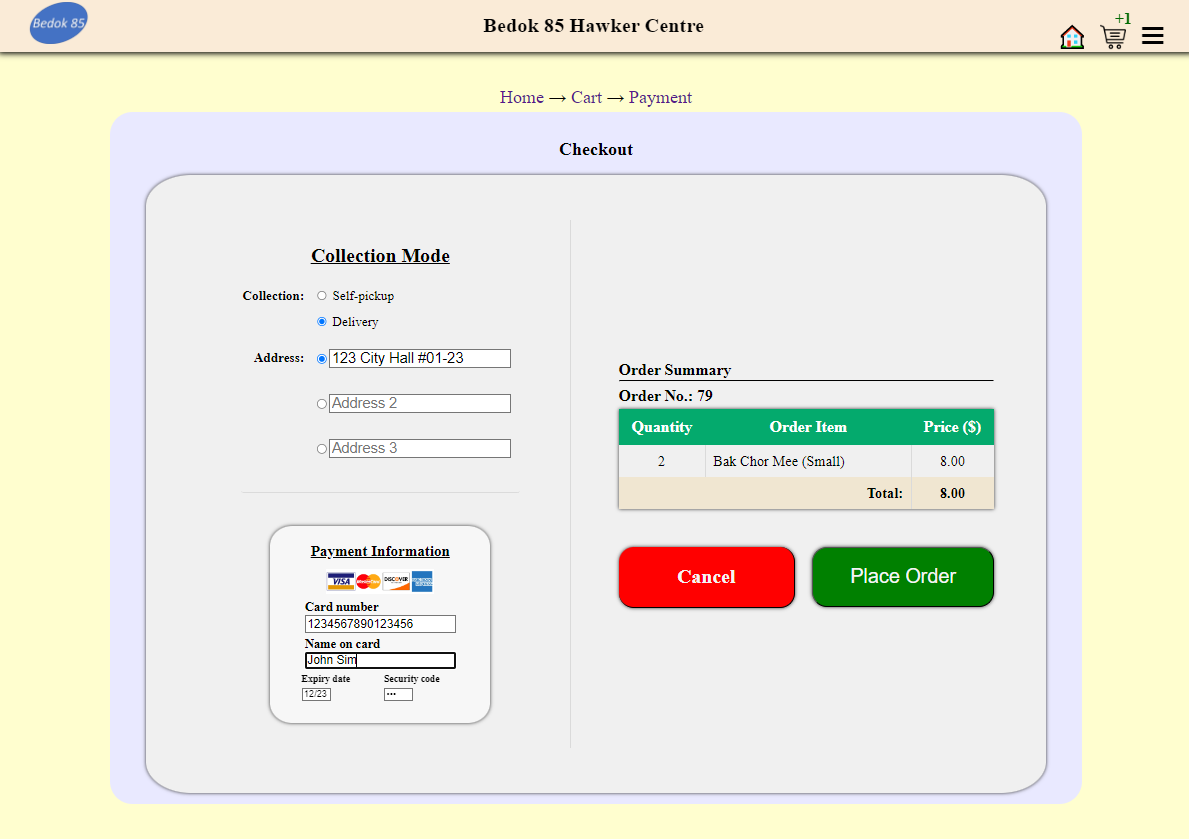 Bedok 85
Bedok 85 Hawker Centre
+1
Home → Cart → Payment
Checkout
Collection Mode
Collection: Self-pickup
Delivery
Address: 123 City Hall #01-23
Address 2
Address 3
Payment Information
VISA MasterCard DISCOVER
Card number
1234567890123456
Name on card
John Sim
Expiry date Security code
12/23 •••
Order Summary
Order No.: 79
Quantity Order Item Price ($)
2 Bak Chor Mee (Small) 8.00
Total: 8.00
Cancel Place Order